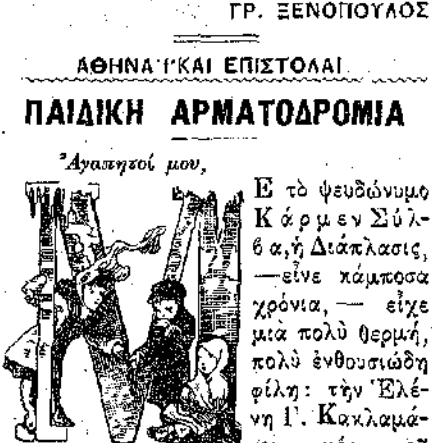 ΓΡ. ΞΕΝΟΠΟΥΛΟΣ
ΑΘΗΝΑΪΚΑΙ ΕΠΙΣΤΟΛΑΙ
ΠΑΙΔΙΚΗ ΑΡΜΑΤΟΔΡΟΜΙΑ
Ἀγαπητοί μου,
Ε τὸ ψευδώνυμο
Κάρμεν Σύλ-
βα, ἡ Διάπλασις,
—εἶνε κάμποσα
χρόνια, — εἶχε
μιὰ πολὺ θερμή,
πολὺ ἐνθουσιώδη
φίλη: τὴν Ἑλέ-
νη Γ. Κακλαμά-